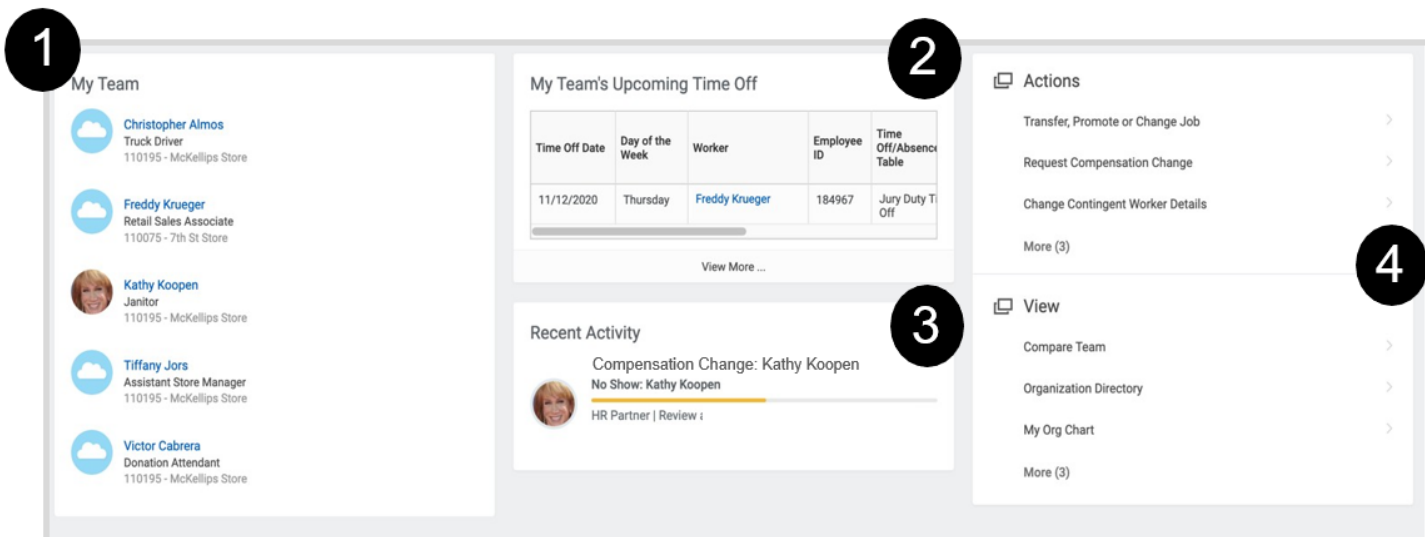 1
My Team
Christopher Almos
Truck Driver
110195 - McKellips Store
Freddy Krueger
Retail Sales Associate
110075 - 7th St Store
Kathy Koopen
Janitor
110195 - McKellips Store
Tiffany Jors
Assistant Store Manager
110195 - McKellips Store
Victor Cabrera
Donation Attendant
110195 - McKellips Store
2
My Team's Upcoming Time Off
Time Off Date
Day of the
Week
Worker
Employee
ID
Time
Off/Absence
Table
11/12/2020
Thursday
Freddy Krueger
184967
Jury Duty
Off
View More ...
3
Recent Activity
Compensation Change: Kathy Koopen
No Show: Kathy Koopen
HR Partner | Review
Actions
Transfer, Promote or Change Job
Request Compensation Change
Change Contingent Worker Details
More (3)
4
View
Compare Team
Organization Directory
My Org Chart
More (3)